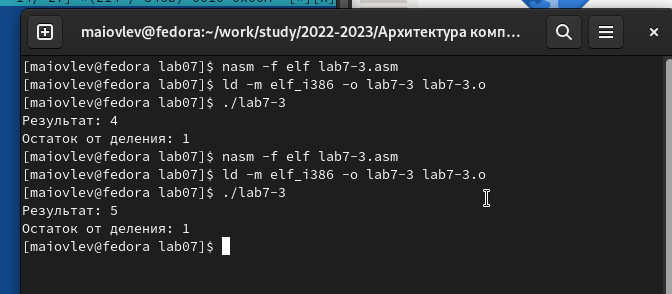 maiovlev@fedora:~/work/study/2022-2023/Архитектура комп...
[maiovlev@fedora lab07]$ nasm -f elf lab7-3.asm
[maiovlev@fedora lab07]$ ld -m elf_i386 -o lab7-3 lab7-3.o
[maiovlev@fedora lab07]$ ./lab7-3
Результат: 4
Остаток от деления: 1
[maiovlev@fedora lab07]$ nasm -f elf lab7-3.asm
[maiovlev@fedora lab07]$ ld -m elf_i386 -o lab7-3 lab7-3.o
[maiovlev@fedora lab07]$ ./lab7-3
Результат: 5
Остаток от деления: 1
[maiovlev@fedora lab07]$